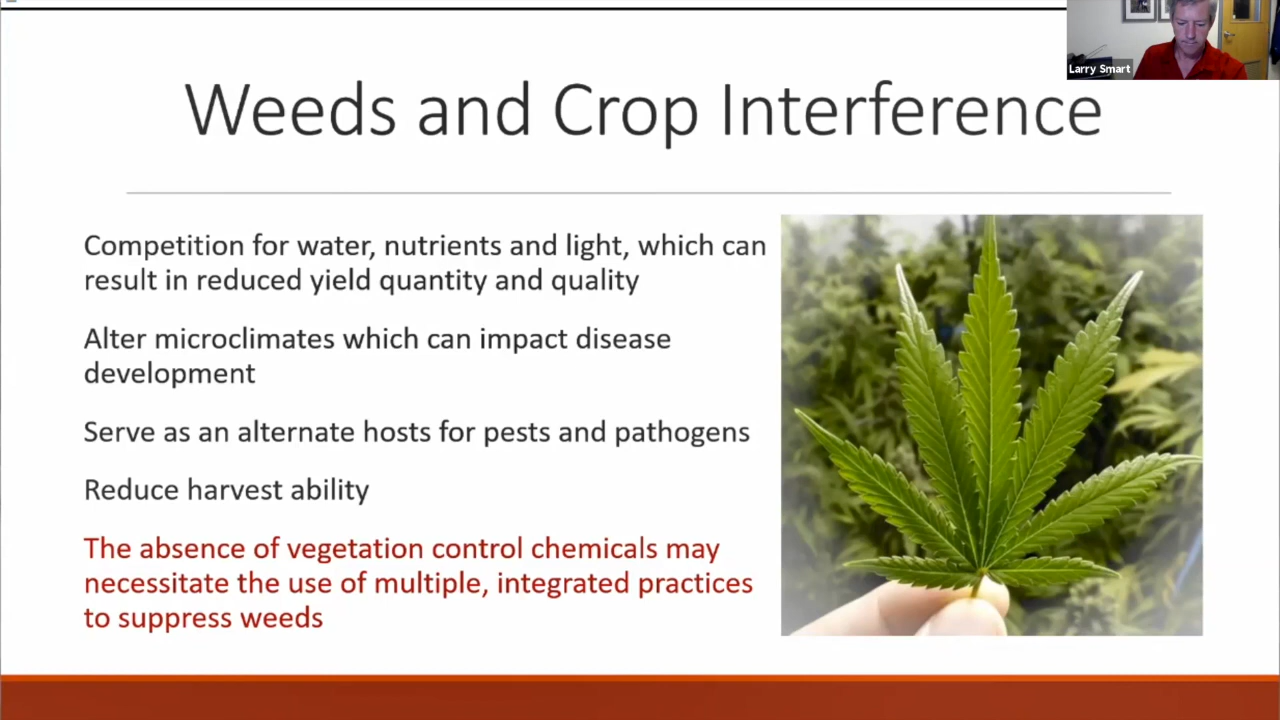 Larry Smart
Weeds and Crop Interference
Competition for water, nutrients and light, which can
result in reduced yield quantity and quality
Alter microclimates which can impact disease
development
Serve as an alternate hosts for pests and pathogens
Reduce harvest ability
The absence of vegetation control chemicals may
necessitate the use of multiple, integrated practices
to suppress weeds